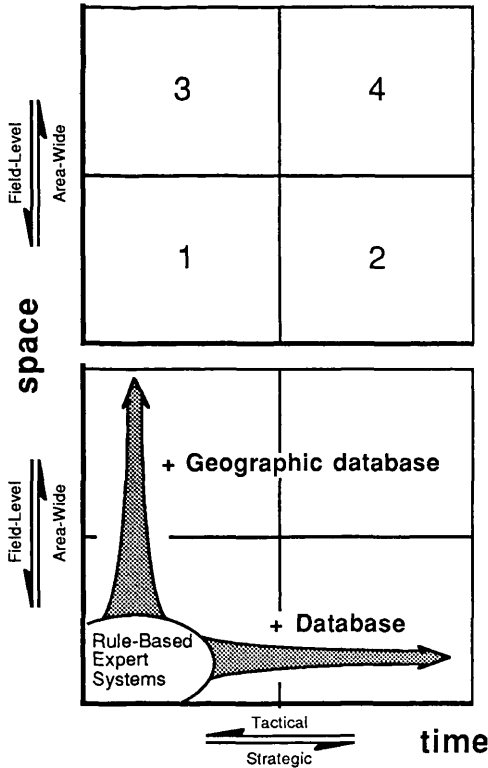 3
4
Field-Level
Area-Wide
1
2
space
+ Geographic database
Field-Level
Area-Wide
+ Database
Rule-Based
Expert
Systems
Tactical
Strategic
time